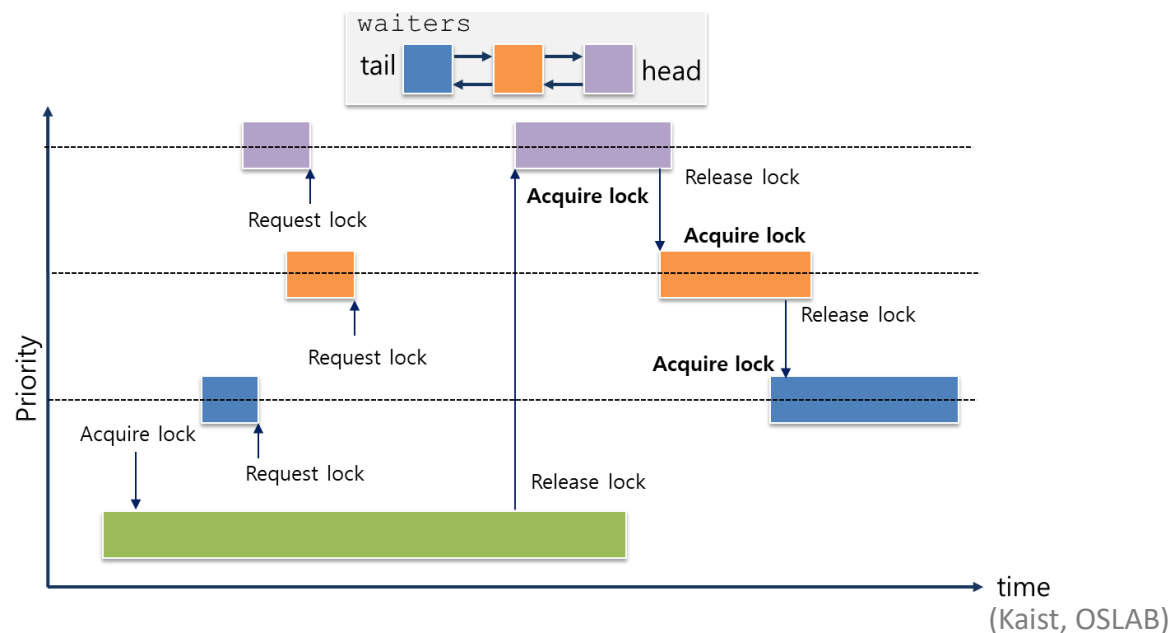 waiters
tail
head
Release lock
Acquire lock
Request lock
Acquire lock
Release lock
Request lock
Acquire lock
Priority
Acquire lock
Request lock
Release lock
time
(Kaist, OSLAB)